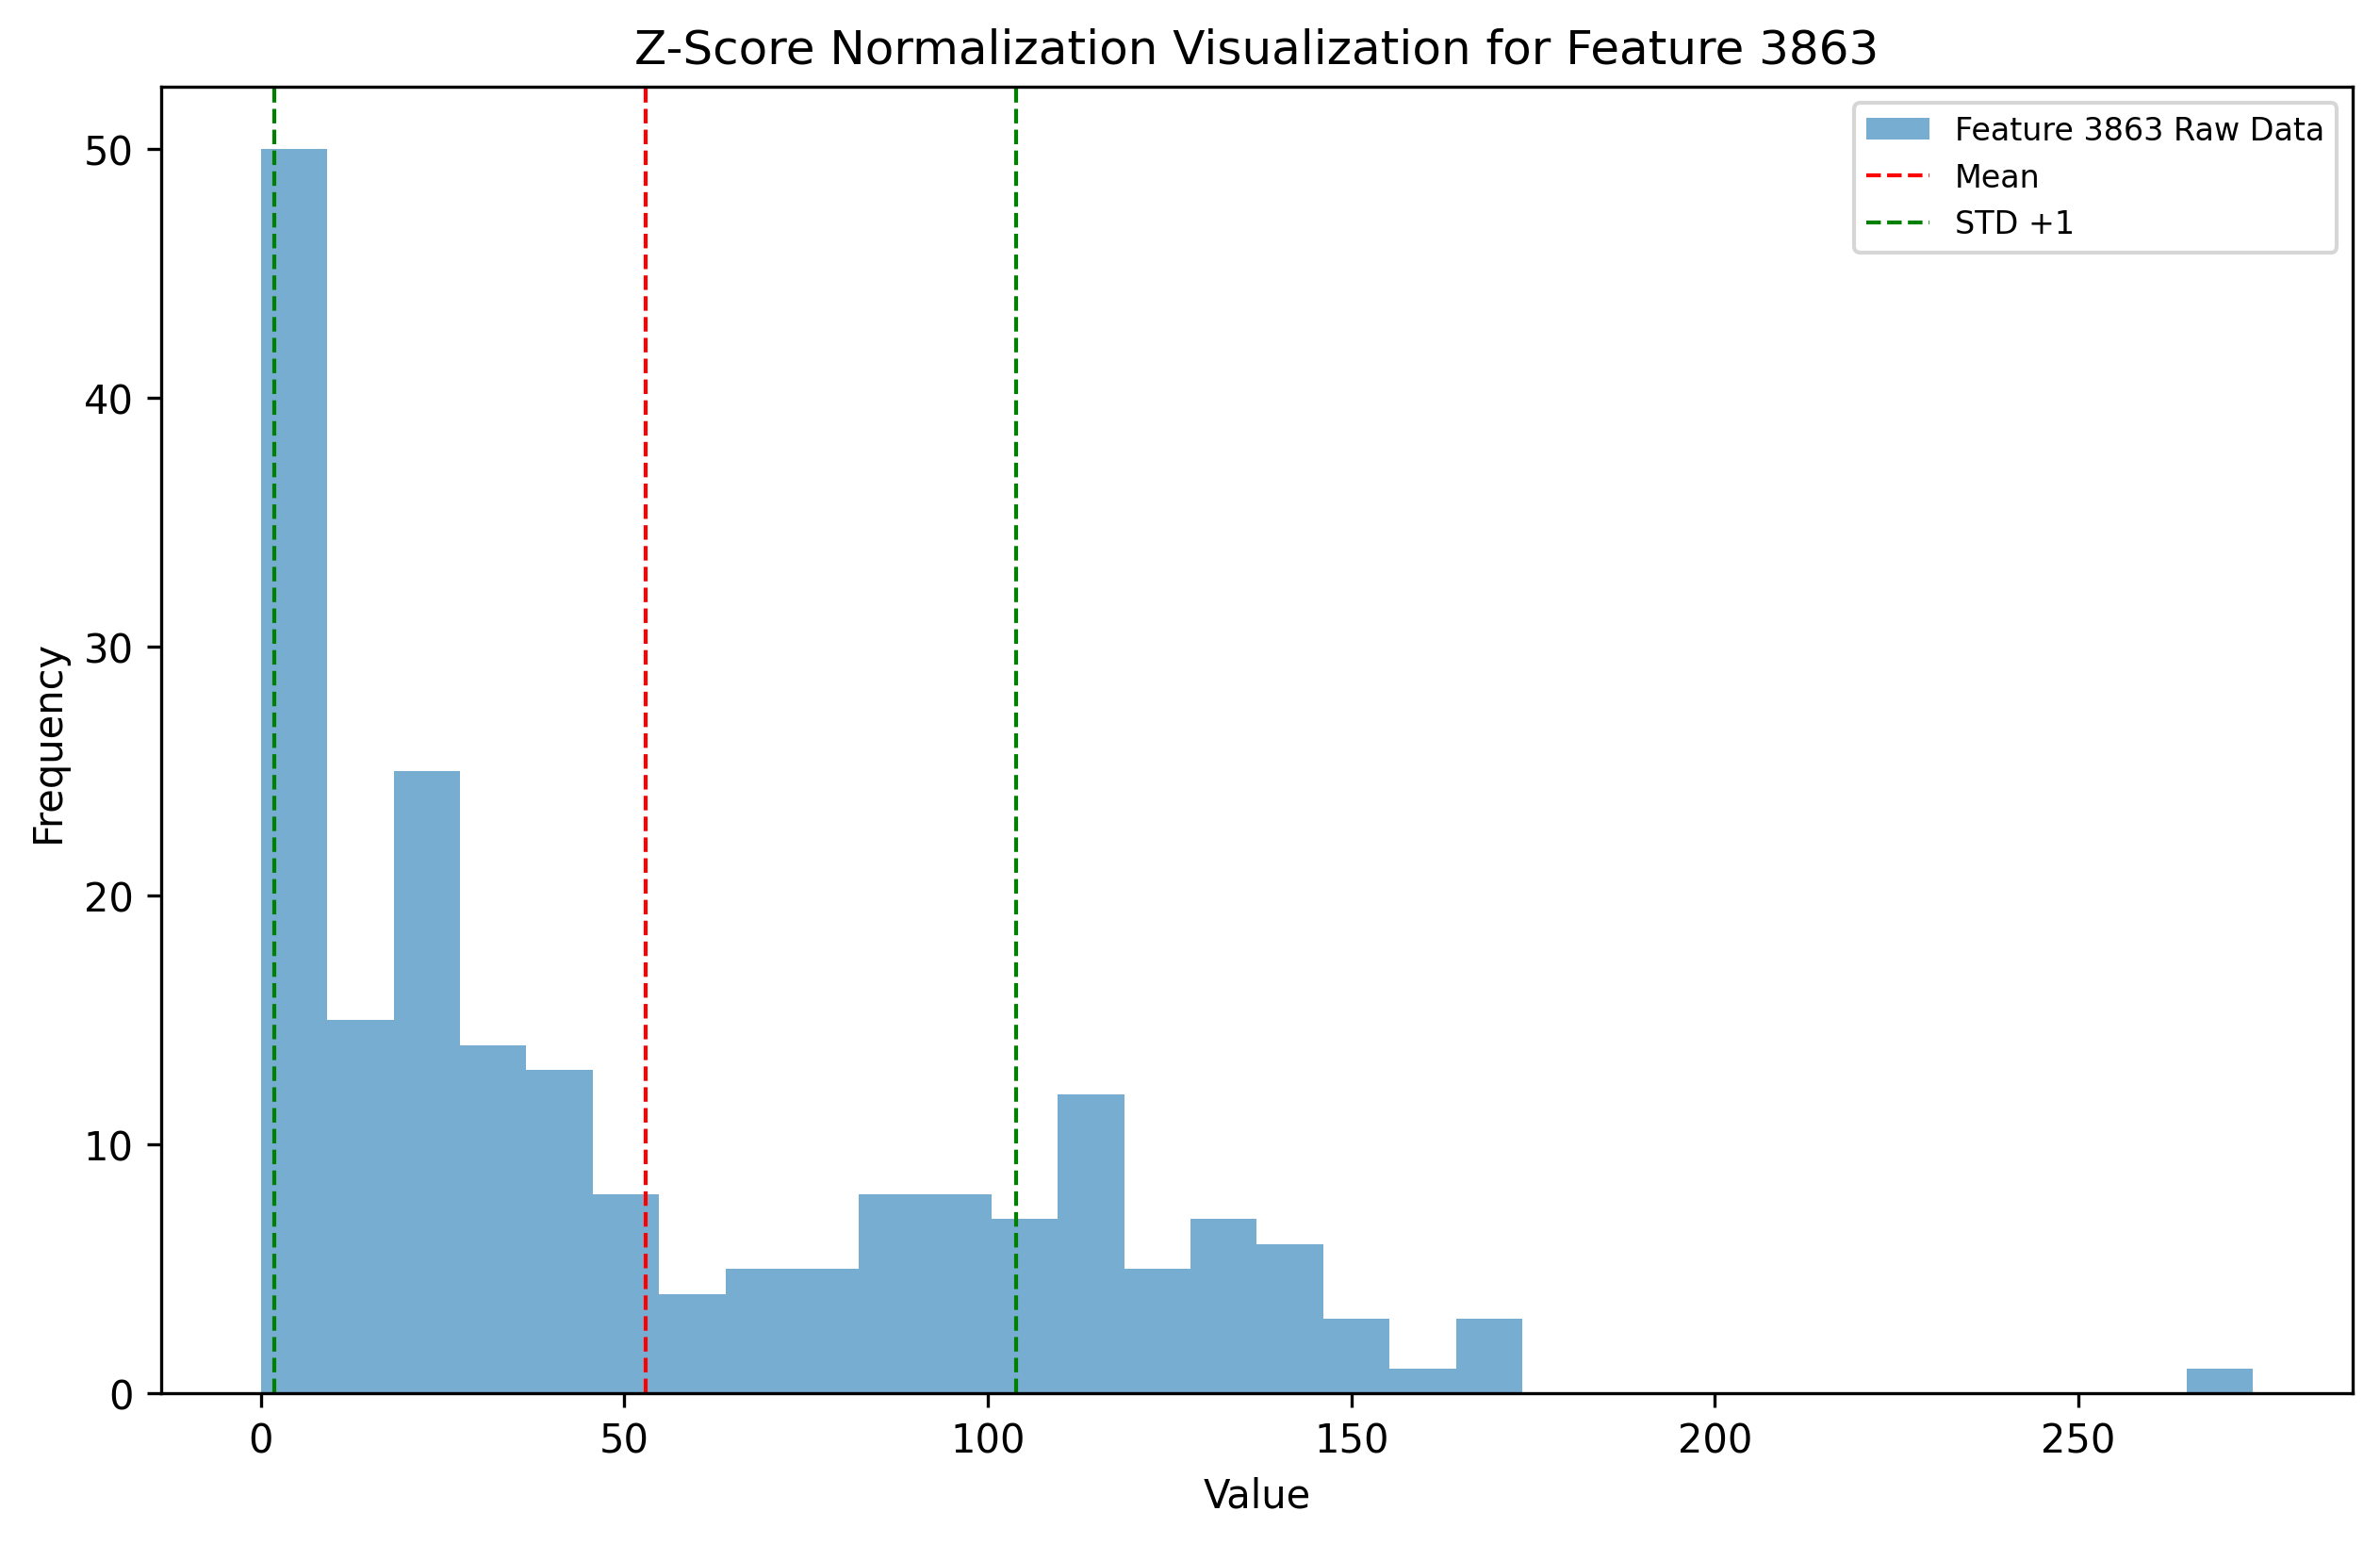 Z-Score Normalization Visualization for Feature 3863
Feature 3863 Raw Data
Mean
STD +1
Frequency
50
40
30
20
10
0
0 50 100 150 200 250
Value